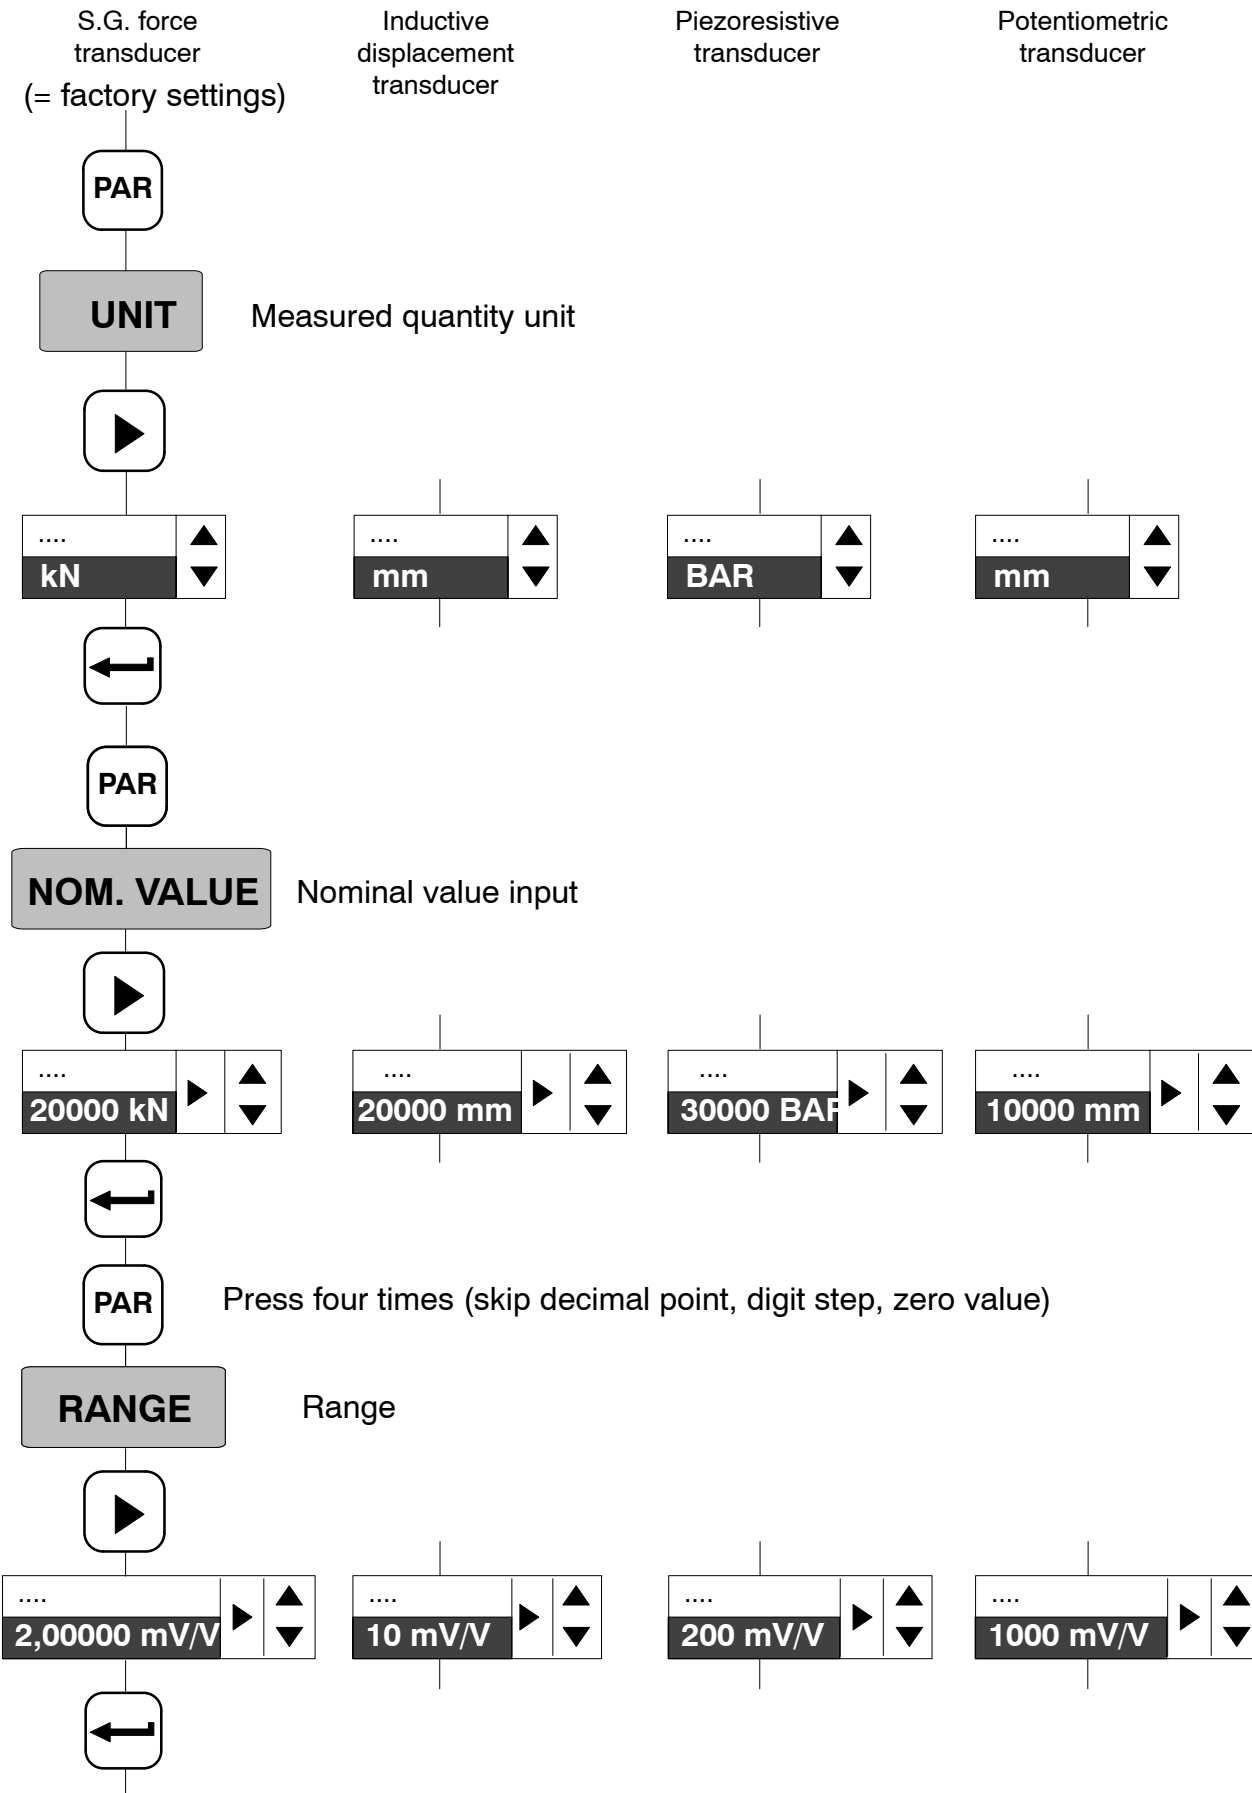 S.G. force
transducer
(= factory settings)
Inductive
displacement
transducer
Piezoresistive
transducer
Potentiometric
transducer
PAR
UNIT
Measured quantity unit
....
kN
....
mm
....
BAR
....
mm
PAR
NOM. VALUE
Nominal value input
....
20000 kN
....
20000 mm
....
30000 BAR
....
10000 mm
PAR
Press four times (skip decimal point, digit step, zero value)
RANGE
Range
....
2,00000 mV/V
....
10 mV/V
....
200 mV/V
....
1000 mV/V